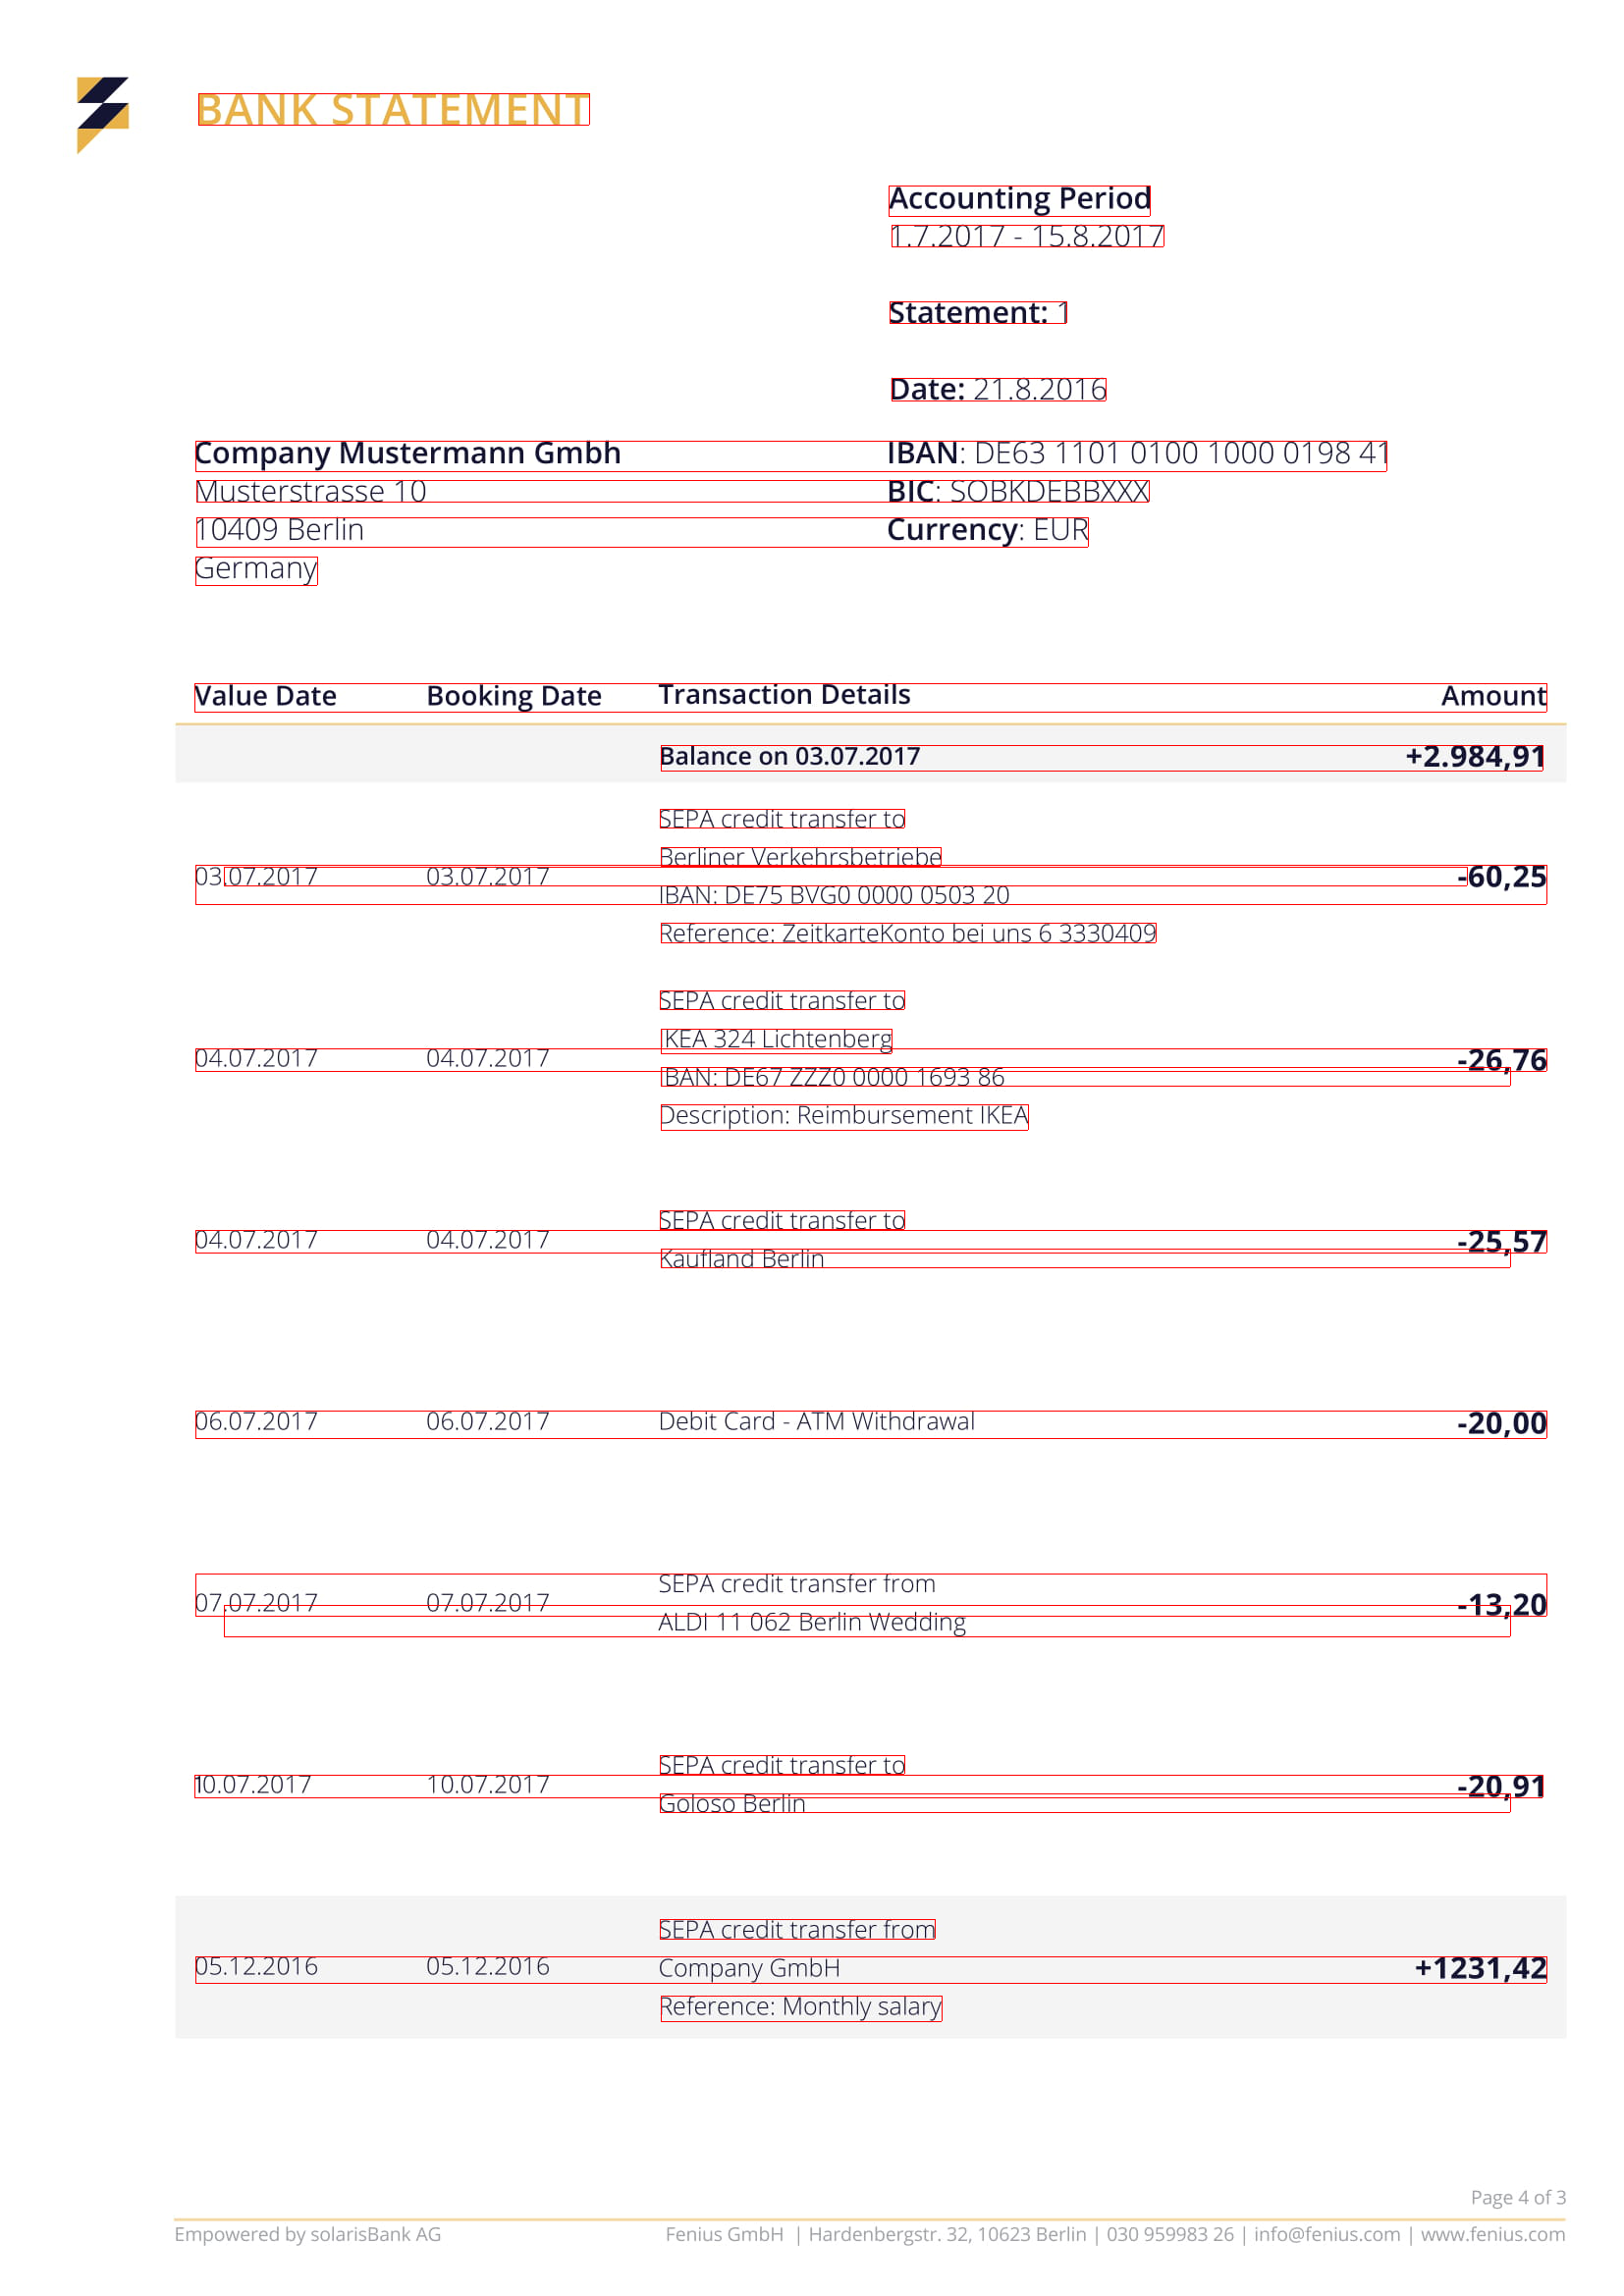 BANK STATEMENT
Accounting Period
1.7.2017 - 15.8.2017
Statement: 1
Date: 21.8.2016
Company Mustermann Gmbh IBAN: DE63 1101 0100 1000 0198 41
Musterstrasse 10 BIC: SOBKDEBBXXX
10409 Berlin Currency: EUR
Germany
Value Date Booking Date Transaction Details Amount
Balance on 03.07.2017 +2.984,91
SEPA credit transfer to
Berliner Verkehrsbetriebe
03.07.2017 03.07.2017 -60,25
IBAN: DE75 BVG0 0000 0503 20
Reference: ZeitkarteKonto bei uns 6 3330409
SEPA credit transfer to
IKEA 324 Lichtenberg
04.07.2017 04.07.2017 -26,76
IBAN: DE67 ZZZ0 0000 1693 86
Description: Reimbursement IKEA
SEPA credit transfer to
04.07.2017 04.07.2017 -25,57
Kaufland Berlin
06.07.2017 06.07.2017 Debit Card - ATM Withdrawal -20,00
SEPA credit transfer from
07.07.2017 07.07.2017 -13,20
ALDI 11 062 Berlin Wedding
SEPA credit transfer to
10.07.2017 10.07.2017 -20,91
Goloso Berlin
SEPA credit transfer from
05.12.2016 05.12.2016 Company GmbH +1231,42
Reference: Monthly salary
Page 4 of 3
Empowered by solarisBank AG Fenius GmbH | Hardenbergstr. 32, 10623 Berlin | 030 959983 26 | info@fenius.com | www.fenius.com